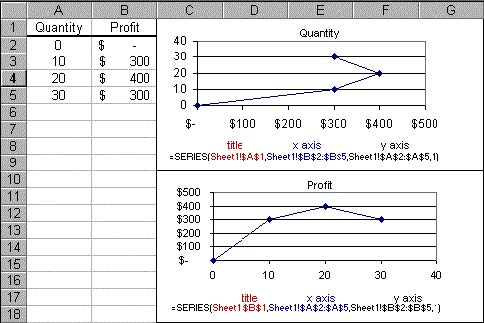 A B C D E F G
1 Quantity Profit
2 0 $ -
3 10 $ 300
4 20 $ 400
5 30 $ 300
6
7
8
9
10
11
12
13
14
15
16
17
18
Quantity
40
30
20
10
0
$- $100 $200 $300 $400 $500
title x axis y axis
=SERIES(Sheet1!$A$1,Sheet1!$B$2:$B$5,Sheet1!$A$2:$A$5,1)
Profit
$500
$400
$300
$200
$100
$-
0 10 20 30 40
title x axis y axis
=SERIES(Sheet1!$B$1,Sheet1!$A$2:$A$5,Sheet1!$B$2:$B$5,